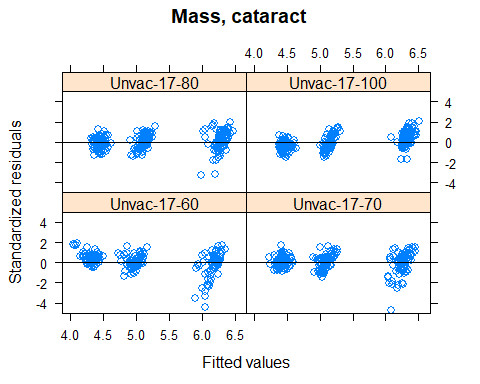 Mass, cataract
4.0 4.5 5.0 5.5 6.0 6.5
Unvac-17-80 Unvac-17-100
4
2
0
-2
-4
Unvac-17-60 Unvac-17-70
4
2
0
-2
-4
4.0 4.5 5.0 5.5 6.0 6.5
Standardized residuals
Fitted values